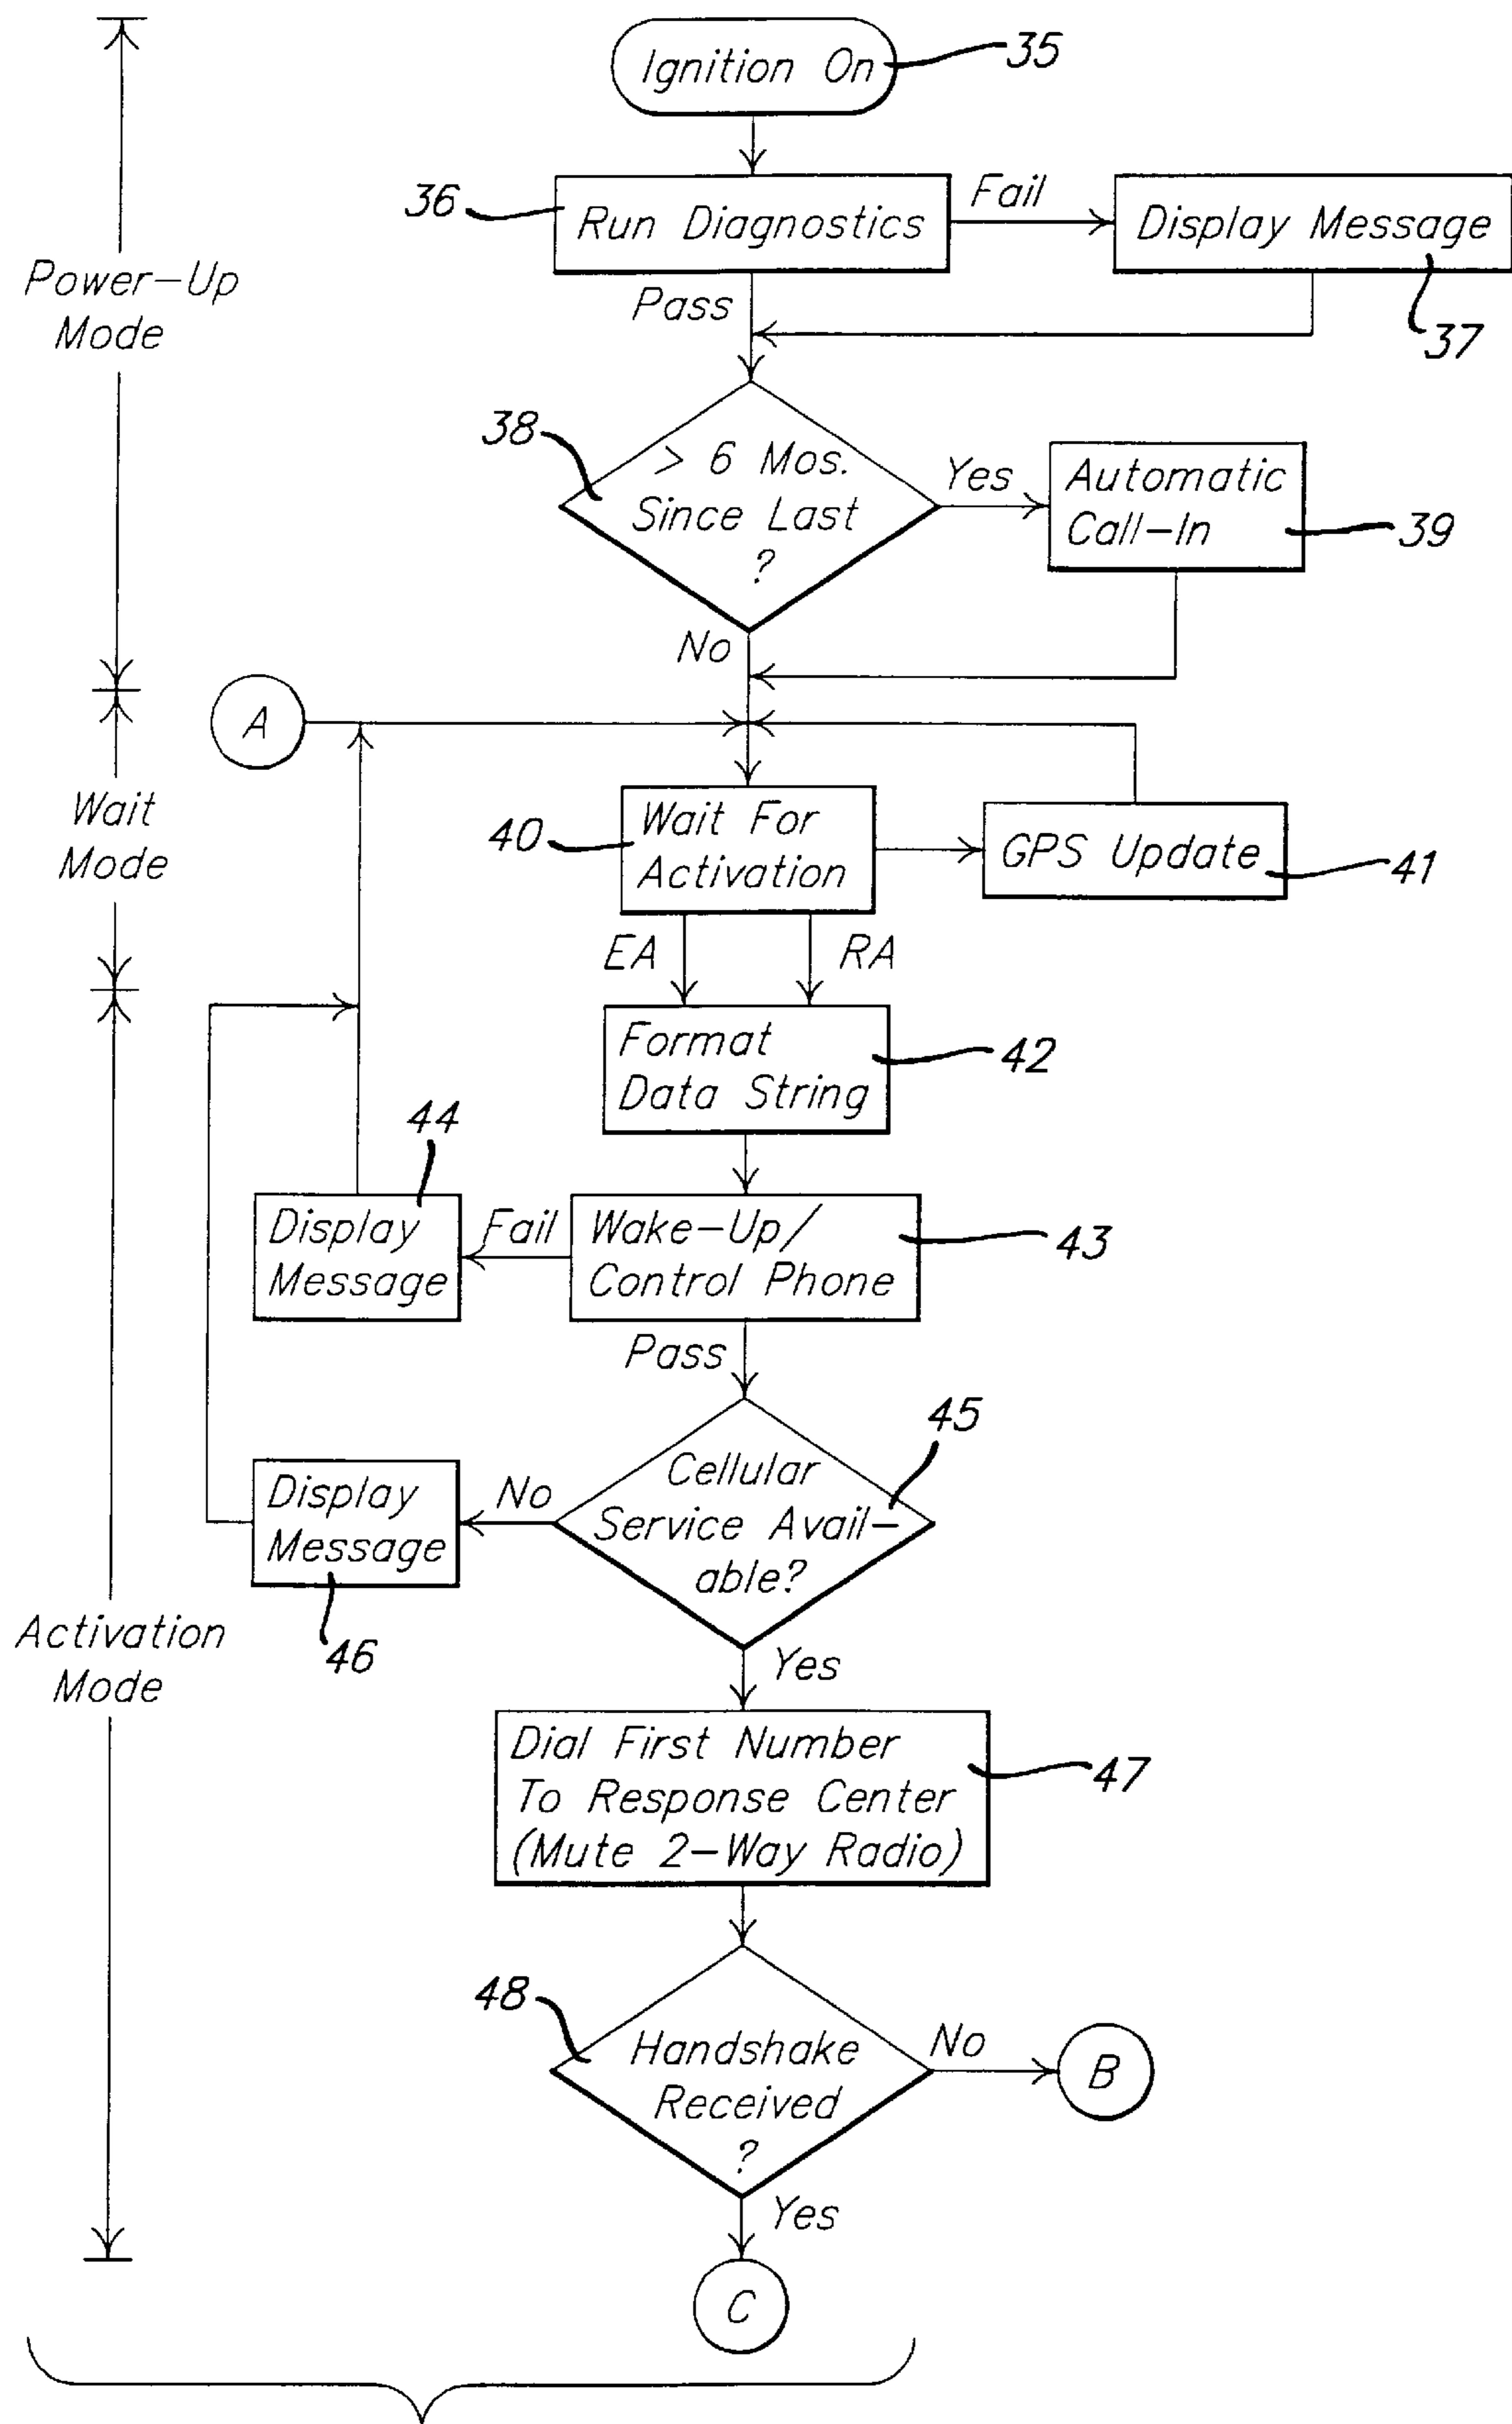 Ignition On
35
36
Run Diagnostics
Fail
Display Message
37
Power-Up
Mode
Pass
38
> 6 Mos.
Since Last
?
Yes
Automatic
Call-In
39
No
A
Wait
Mode
40
Wait For
Activation
GPS Update
41
EA
RA
Format
Data String
42
44
Display
Message
Fail
Wake-Up/
Control Phone
43
Pass
45
Cellular
Service Avail-
able?
No
Display
Message
46
Activation
Mode
Yes
Dial First Number
To Response Center
(Mute 2-Way Radio)
47
48
Handshake
Received
?
No
B
Yes
C